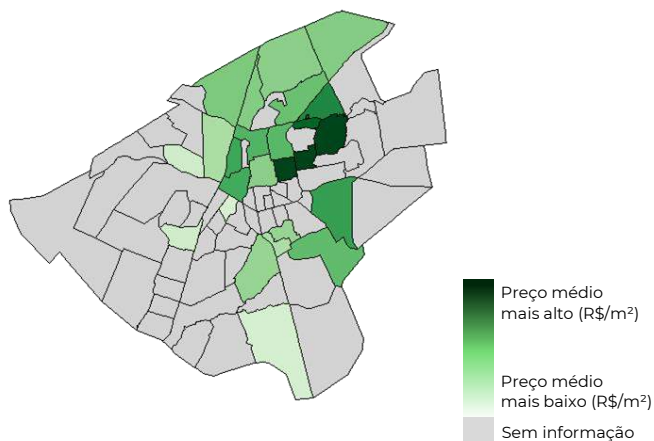 Preço médio
mais alto (R$/m²)
Preço médio
mais baixo (R$/m²)
Sem informação